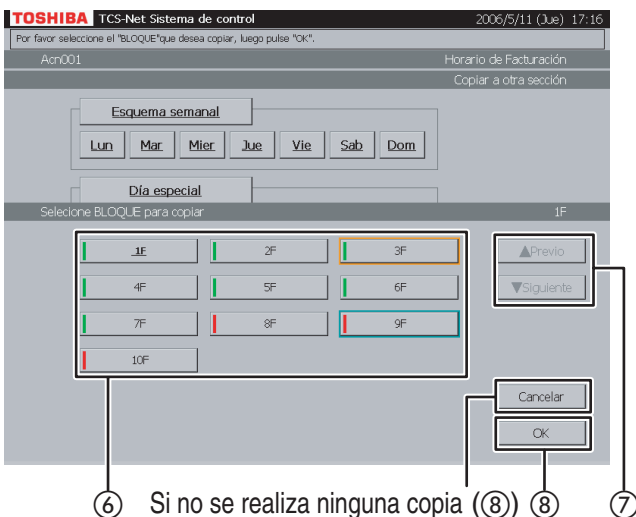 TOSHIBA TCS-Net Sistema de control 2006/5/11 (Jue) 17:16
Por favor seleccione el "BLOQUE"que desea copiar, luego pulse "OK".
Acn001 Horario de Facturación
Copiar a otra sección
Esquema semanal
Lun Mar Mier Jue Vie Sab Dom
Día especial
Selecione BLOQUE para copiar 1F
1F 2F 3F ▲Previo
4F 5F 6F ▼Siguiente
7F 8F 9F
10F
Cancelar
OK
⑥ Si no se realiza ninguna copia (⑧) ⑧ ⑦